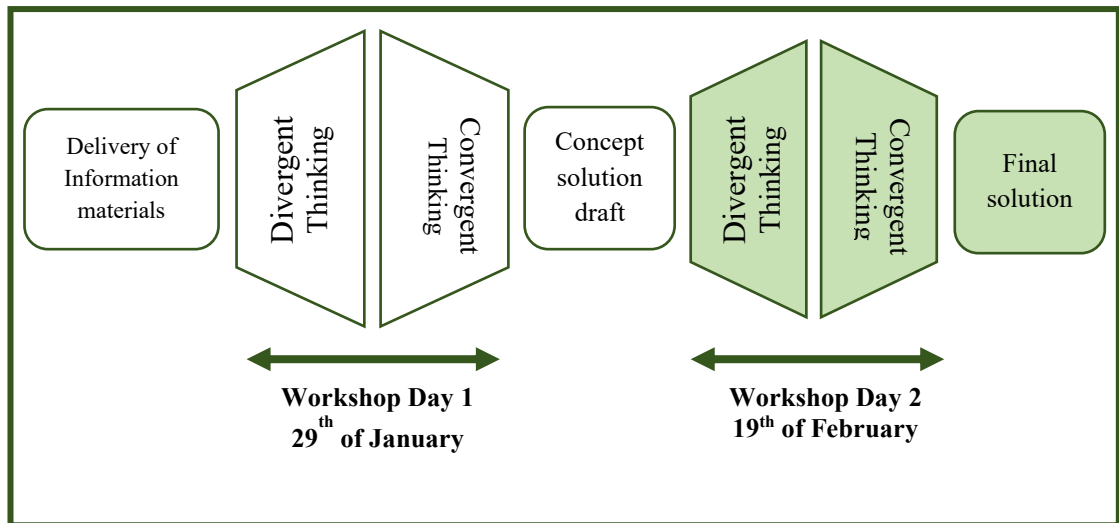 Delivery of
Information
materials
Divergent
Thinking
Convergent
Thinking
Concept
solution
draft
Divergent
Thinking
Convergent
Thinking
Final
solution
Workshop Day 1
29th of January
Workshop Day 2
19th of February